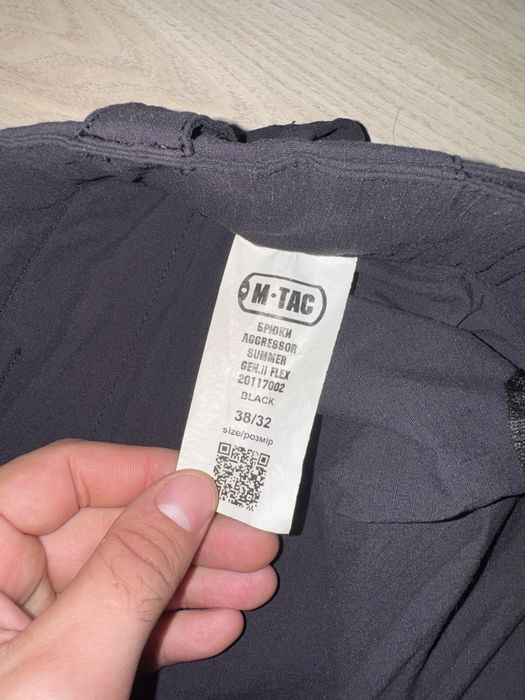 M·TAC
БРЮКИ
AGGRESSOR
SUMMER
GEN.II FLEX
20117002
BLACK
38/32
size/розмір